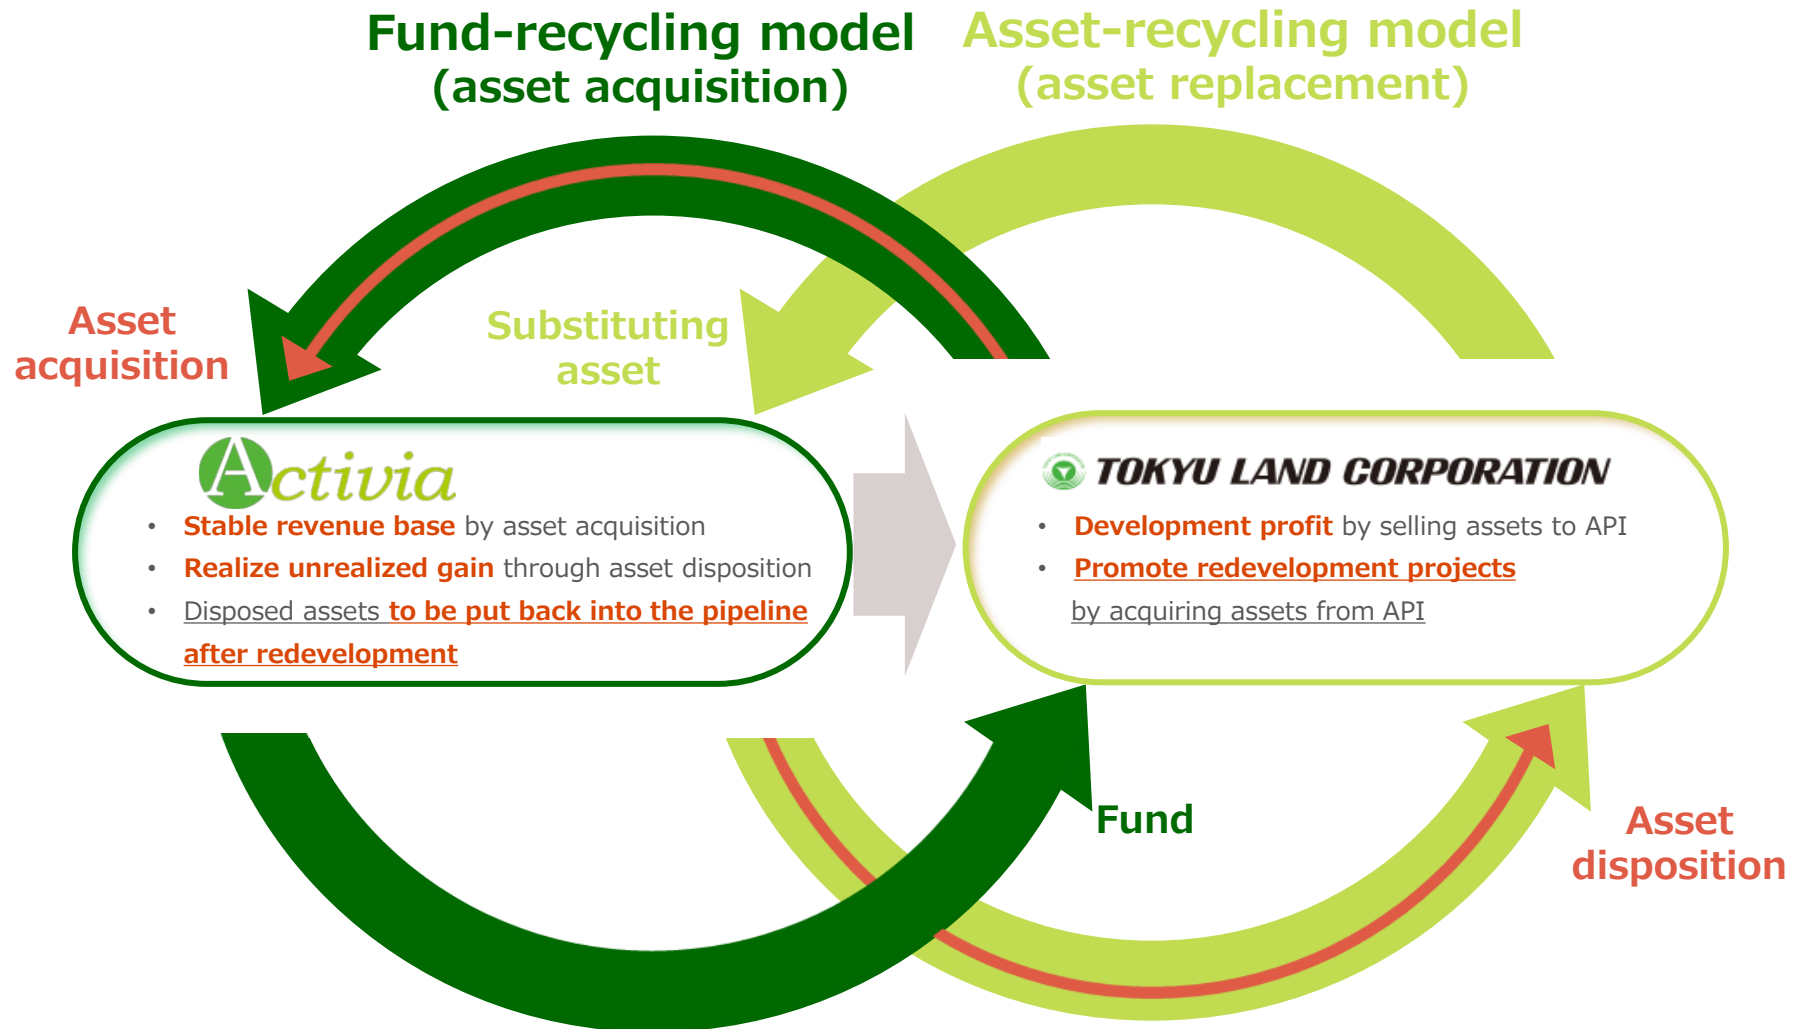 Fund-recycling model
(asset acquisition)
Asset-recycling model
(asset replacement)
Asset
acquisition
Substituting
asset
Activia
• Stable revenue base by asset acquisition
• Realize unrealized gain through asset disposition
• Disposed assets to be put back into the pipeline
after redevelopment
TOKYU LAND CORPORATION
• Development profit by selling assets to API
• Promote redevelopment projects
by acquiring assets from API
Fund
Asset
disposition